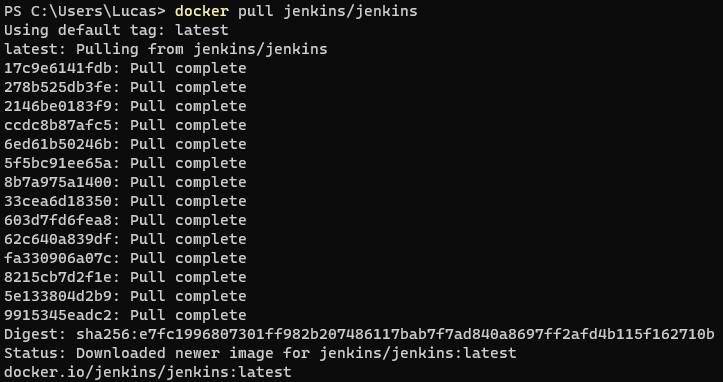 PS C:\Users\Lucas> docker pull jenkins/jenkins
Using default tag: latest
latest: Pulling from jenkins/jenkins
17c9e6141fdb: Pull complete
278b525db3fe: Pull complete
2146be0183f9: Pull complete
ccdc8b87afc5: Pull complete
6ed61b50246b: Pull complete
5f5bc91ee65a: Pull complete
8b7a975a1400: Pull complete
33cea6d18350: Pull complete
603d7fd6fea8: Pull complete
62c640a839df: Pull complete
fa330906a07c: Pull complete
8215cb7d2f1e: Pull complete
5e133804d2b9: Pull complete
9915345eadc2: Pull complete
Digest: sha256:e7fc1996807301ff982b207486117bab7f7ad840a8697ff2afd4b115f162710b
Status: Downloaded newer image for jenkins/jenkins:latest
docker.io/jenkins/jenkins:latest